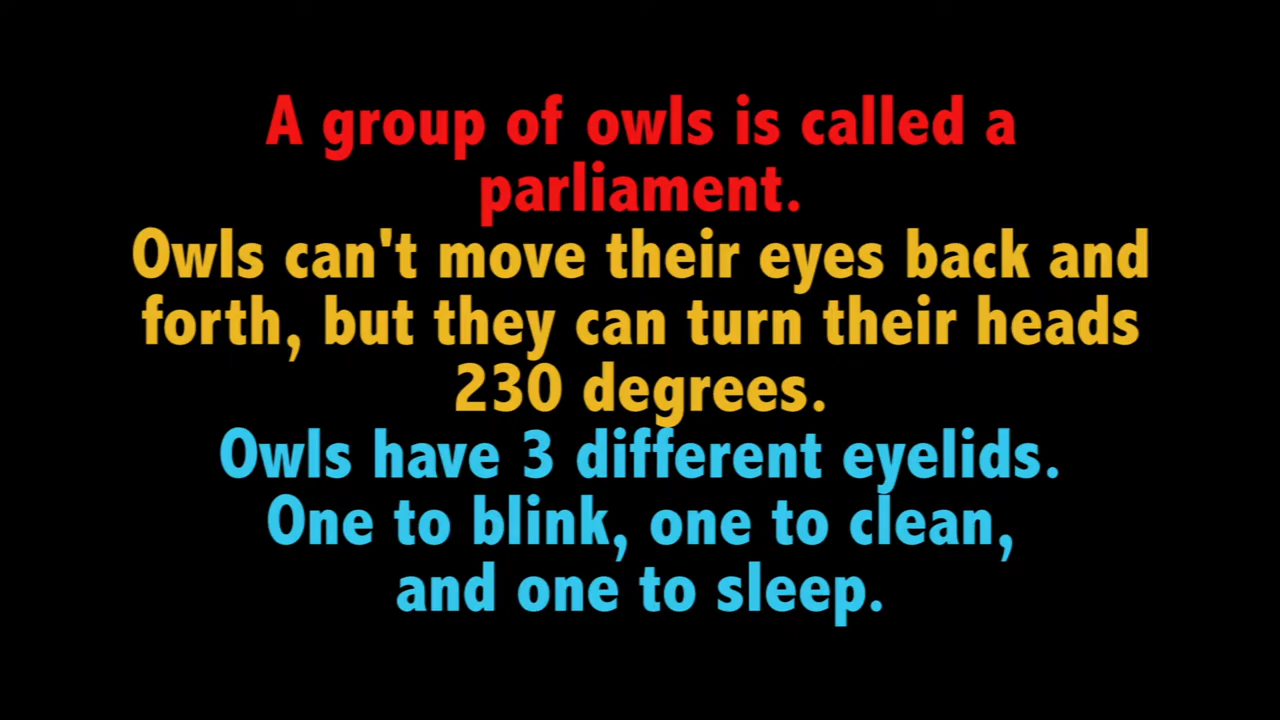 A group of owls is called a
parliament.
Owls can't move their eyes back and
forth, but they can turn their heads
230 degrees.
Owls have 3 different eyelids.
One to blink, one to clean,
and one to sleep.